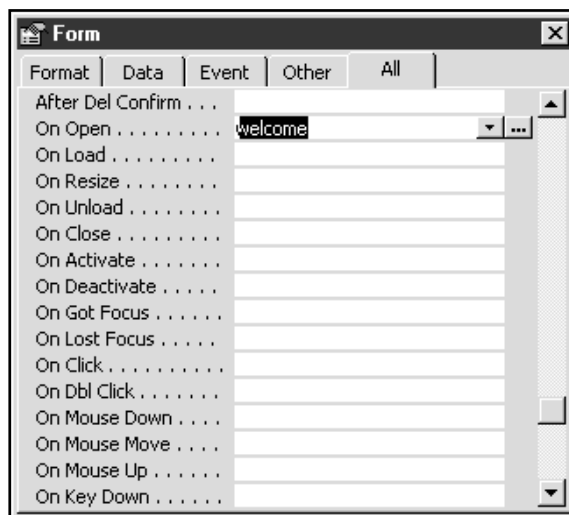 Form
Format Data Event Other All
After Del Confirm . . .
On Open . . . . . . . . . welcome ...
On Load . . . . . . . . .
On Resize . . . . . . . .
On Unload . . . . . . . .
On Close . . . . . . . . .
On Activate . . . . . . .
On Deactivate . . . . .
On Got Focus . . . . . .
On Lost Focus . . . . .
On Click . . . . . . . . . .
On Dbl Click . . . . . . .
On Mouse Down . . . .
On Mouse Move . . . .
On Mouse Up . . . . . .
On Key Down . . . . . .